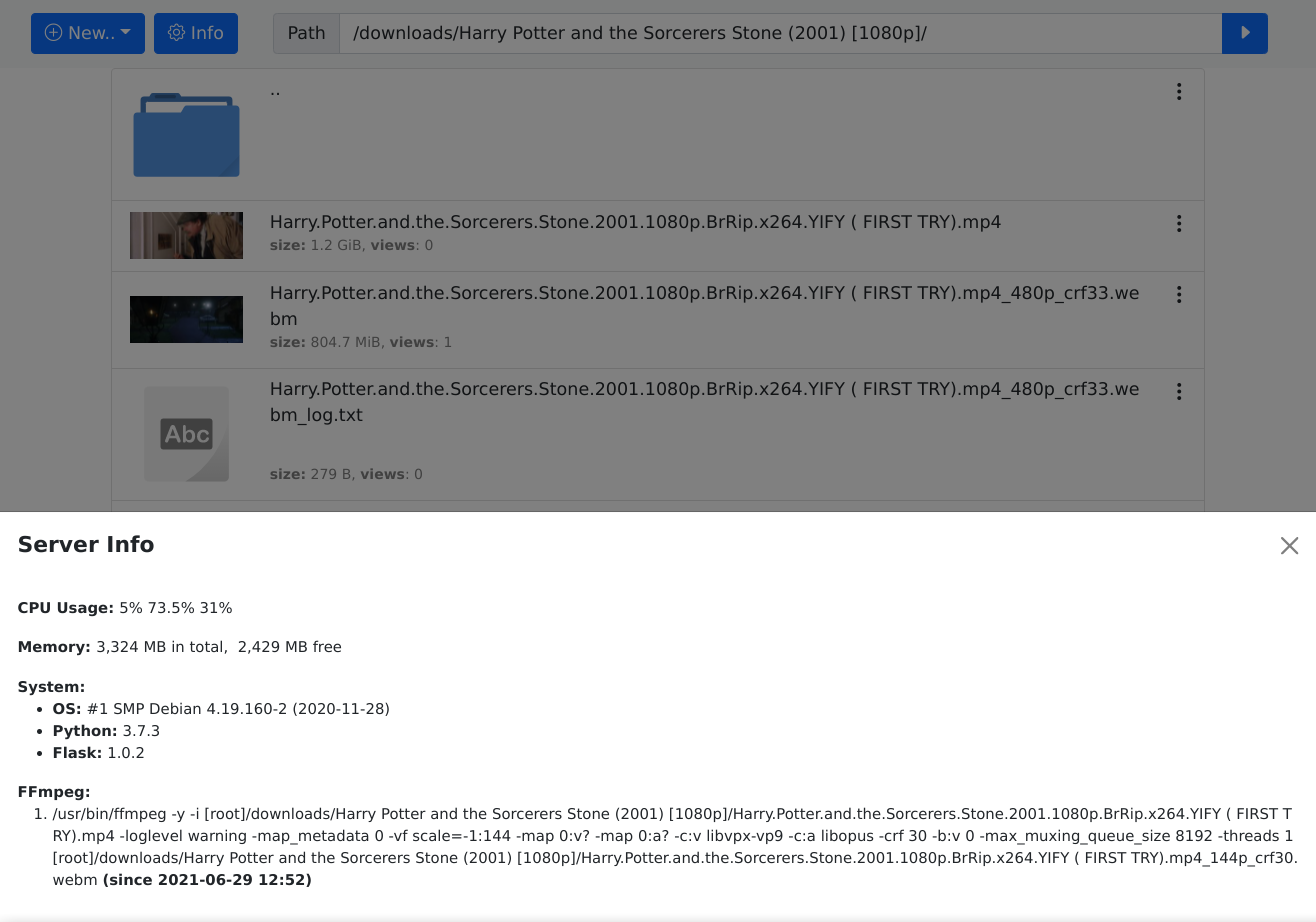 New..
Info
Path
/downloads/Harry Potter and the Sorcerers Stone (2001) [1080p]/
..
Harry.Potter.and.the.Sorcerers.Stone.2001.1080p.BrRip.x264.YIFY ( FIRST TRY).mp4
size: 1.2 GiB, views: 0
Harry.Potter.and.the.Sorcerers.Stone.2001.1080p.BrRip.x264.YIFY ( FIRST TRY).mp4_480p_crf33.we
bm
size: 804.7 MiB, views: 1
Harry.Potter.and.the.Sorcerers.Stone.2001.1080p.BrRip.x264.YIFY ( FIRST TRY).mp4_480p_crf33.we
bm_log.txt
Abc
size: 279 B, views: 0
Server Info
CPU Usage: 5% 73.5% 31%
Memory: 3,324 MB in total,  2,429 MB free
System:
• OS: #1 SMP Debian 4.19.160-2 (2020-11-28)
• Python: 3.7.3
• Flask: 1.0.2
FFmpeg:
1. /usr/bin/ffmpeg -y -i [root]/downloads/Harry Potter and the Sorcerers Stone (2001) [1080p]/Harry.Potter.and.the.Sorcerers.Stone.2001.1080p.BrRip.x264.YIFY ( FIRST T
RY).mp4 -loglevel warning -map_metadata 0 -vf scale=-1:144 -map 0:v? -map 0:a? -c:v libvpx-vp9 -c:a libopus -crf 30 -b:v 0 -max_muxing_queue_size 8192 -threads 1
[root]/downloads/Harry Potter and the Sorcerers Stone (2001) [1080p]/Harry.Potter.and.the.Sorcerers.Stone.2001.1080p.BrRip.x264.YIFY ( FIRST TRY).mp4_144p_crf30.
webm (since 2021-06-29 12:52)